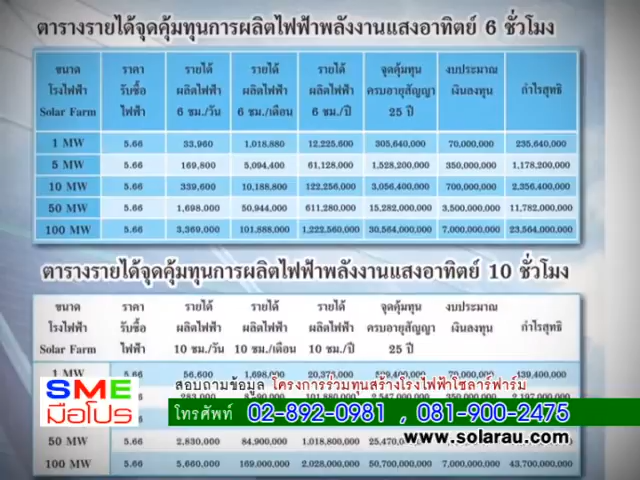 ตารางรายได้จุดคุ้มทุนการผลิตไฟฟ้าพลังงานแสงอาทิตย์ 6 ชั่วโมง
ขนาด ราคา รายได้ รายได้ รายได้ จุดคุ้มทุน งบประมาณ กำไรสุทธิ
โรงไฟฟ้า รับซื้อ ผลิตไฟฟ้า ผลิตไฟฟ้า ผลิตไฟฟ้า ครบอายุสัญญา เงินลงทุน
Solar Farm ไฟฟ้า 6 ชม./วัน 6 ชม./เดือน 6 ชม./ปี 25 ปี
1 MW 5.66 33,960 1,018,880 12,225,600 305,640,000 70,000,000 235,640,000
5 MW 5.66 169,800 5,094,400 61,128,000 1,528,200,000 350,000,000 1,178,200,000
10 MW 5.66 339,600 10,188,800 122,256,000 3,056,400,000 700,000,000 2,356,400,000
50 MW 5.66 1,698,000 50,944,000 611,280,000 15,282,000,000 3,500,000,000 11,782,000,000
100 MW 5.66 3,369,000 101,888,000 1,222,560,000 30,564,000,000 7,000,000,000 23,564,000,000
ตารางรายได้จุดคุ้มทุนการผลิตไฟฟ้าพลังงานแสงอาทิตย์ 10 ชั่วโมง
ขนาด ราคา รายได้ รายได้ รายได้ จุดคุ้มทุน งบประมาณ กำไรสุทธิ
โรงไฟฟ้า รับซื้อ ผลิตไฟฟ้า ผลิตไฟฟ้า ผลิตไฟฟ้า ครบอายุสัญญา เงินลงทุน
Solar Farm ไฟฟ้า 10 ชม./วัน 10 ชม./เดือน 10 ชม./ปี 25 ปี
1 MW 5.66 56,600 1,698,000
SME มือโปร
สอบถามข้อมูล โครงการร่วมทุนสร้างโรงไฟฟ้าโซลาร์ฟาร์ม
โทรศัพท์ 02-892-0981 , 081-900-2475
www.solarau.com
50 MW 5.66 2,830,000 84,900,000 1,018,800,000
100 MW 5.66 5,660,000 169,000,000 2,028,000,000 50,700,000,000 7,000,000,000 43,700,000,000